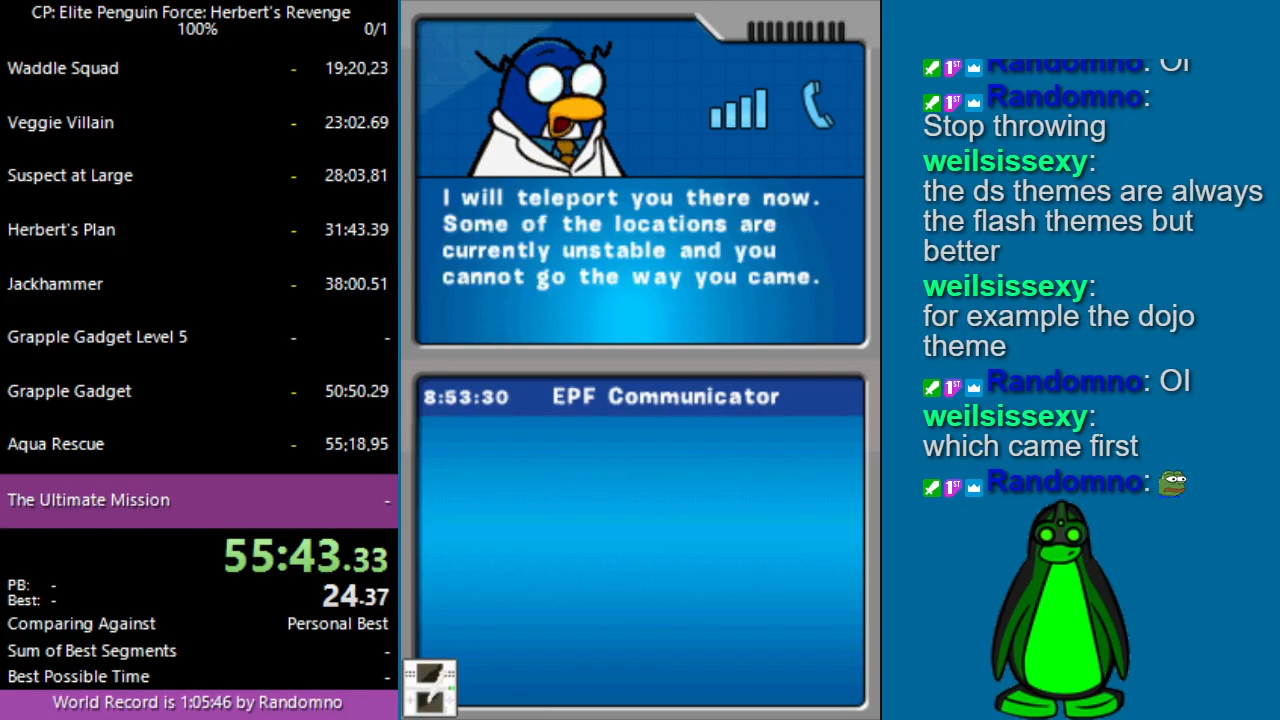 CP: Elite Penguin Force: Herbert's Revenge
100% 0/1
Waddle Squad - 19;20,23
Veggie Villain - 23:02.69
Suspect at Large - 28;03,81
Herbert's Plan - 31:43.39
Jackhammer - 38:00.51
Grapple Gadget Level 5 - -
Grapple Gadget - 50:50.29
Aqua Rescue - 55;18,95
The Ultimate Mission -
55:43.33
PB: -
Best: - 24.37
Comparing Against Personal Best
Sum of Best Segments -
Best Possible Time -
World Record is 1:05:46 by Randomno
I will teleport you there now.
Some of the locations are
currently unstable and you
cannot go the way you came.
8:53:30 EPF Communicator
1ST Randomno: OI
1ST Randomno:
Stop throwing
weilsissexy:
the ds themes are always
the flash themes but
better
weilsissexy:
for example the dojo
theme
1ST Randomno: OI
weilsissexy:
which came first
1ST Randomno: